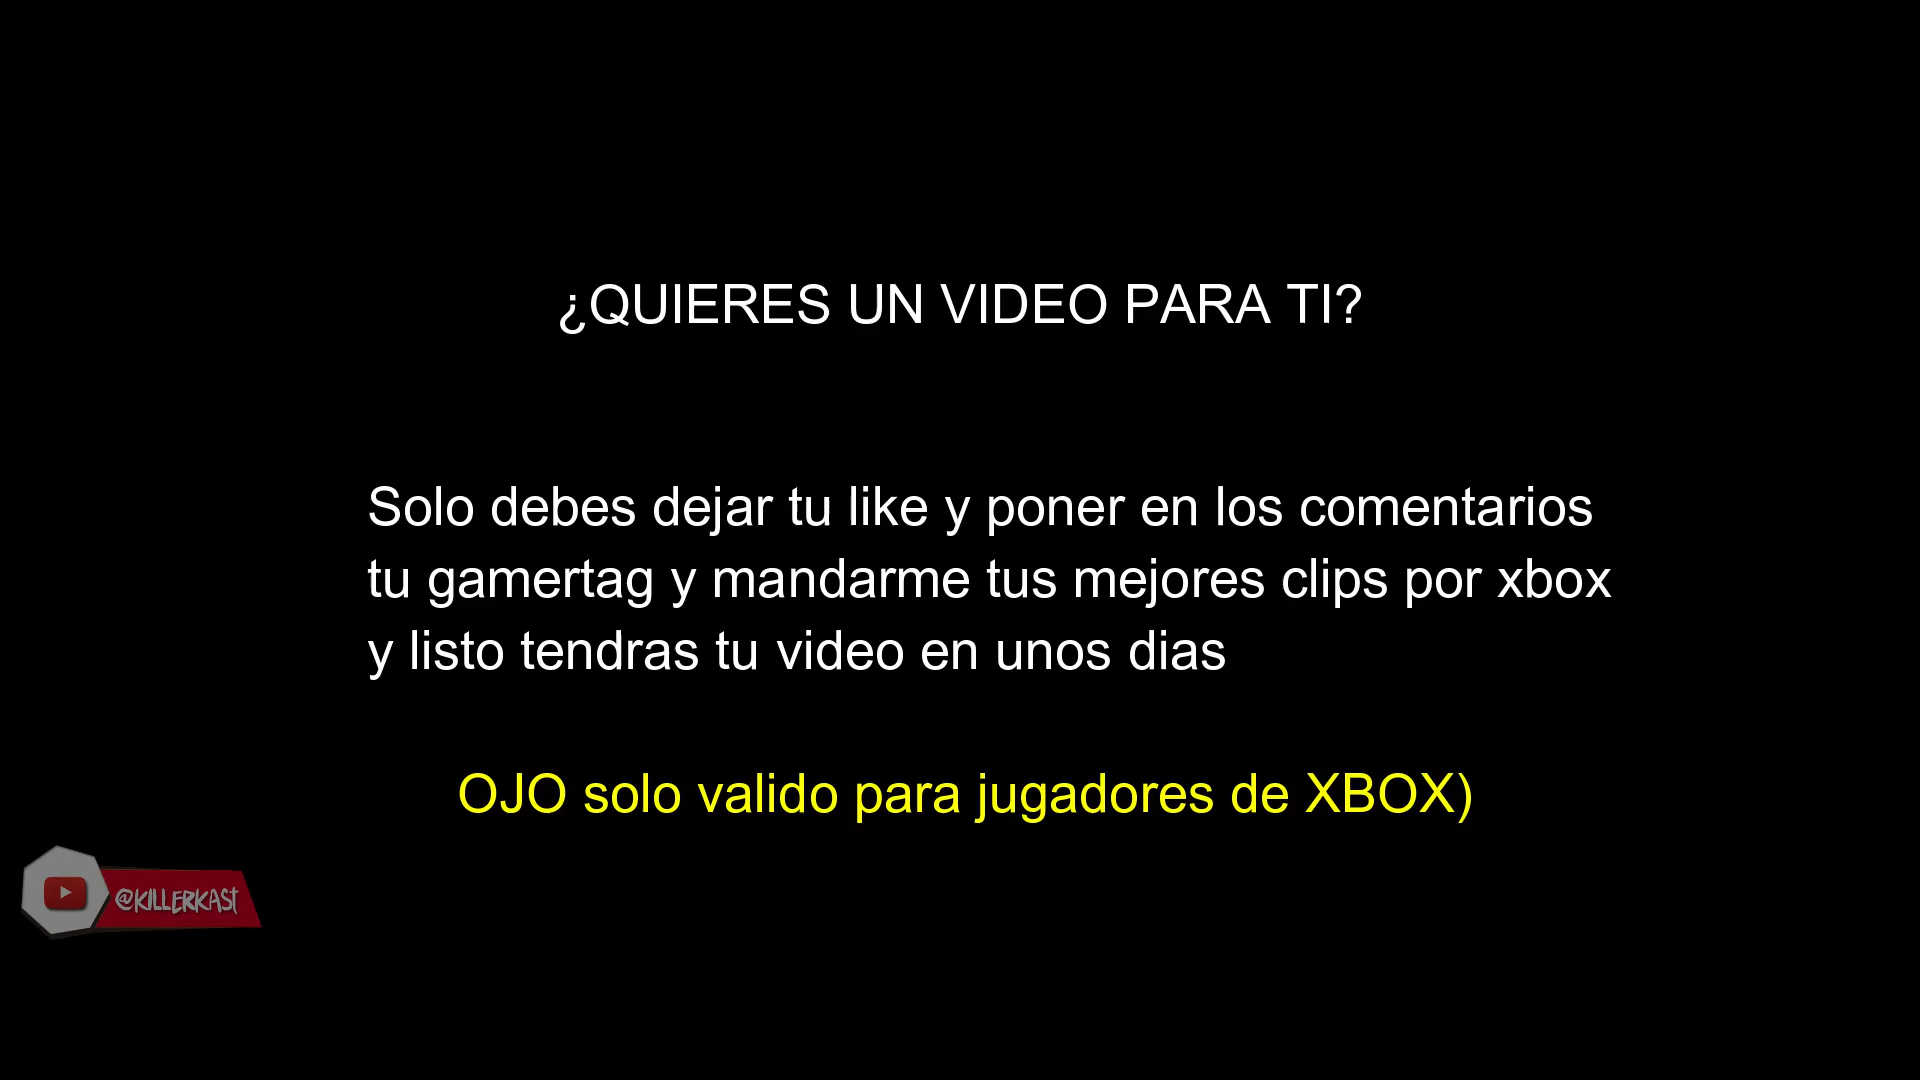 ¿QUIERES UN VIDEO PARA TI?
Solo debes dejar tu like y poner en los comentarios
tu gamertag y mandarme tus mejores clips por xbox
y listo tendras tu video en unos dias
OJO solo valido para jugadores de XBOX)
@KILLERKAST